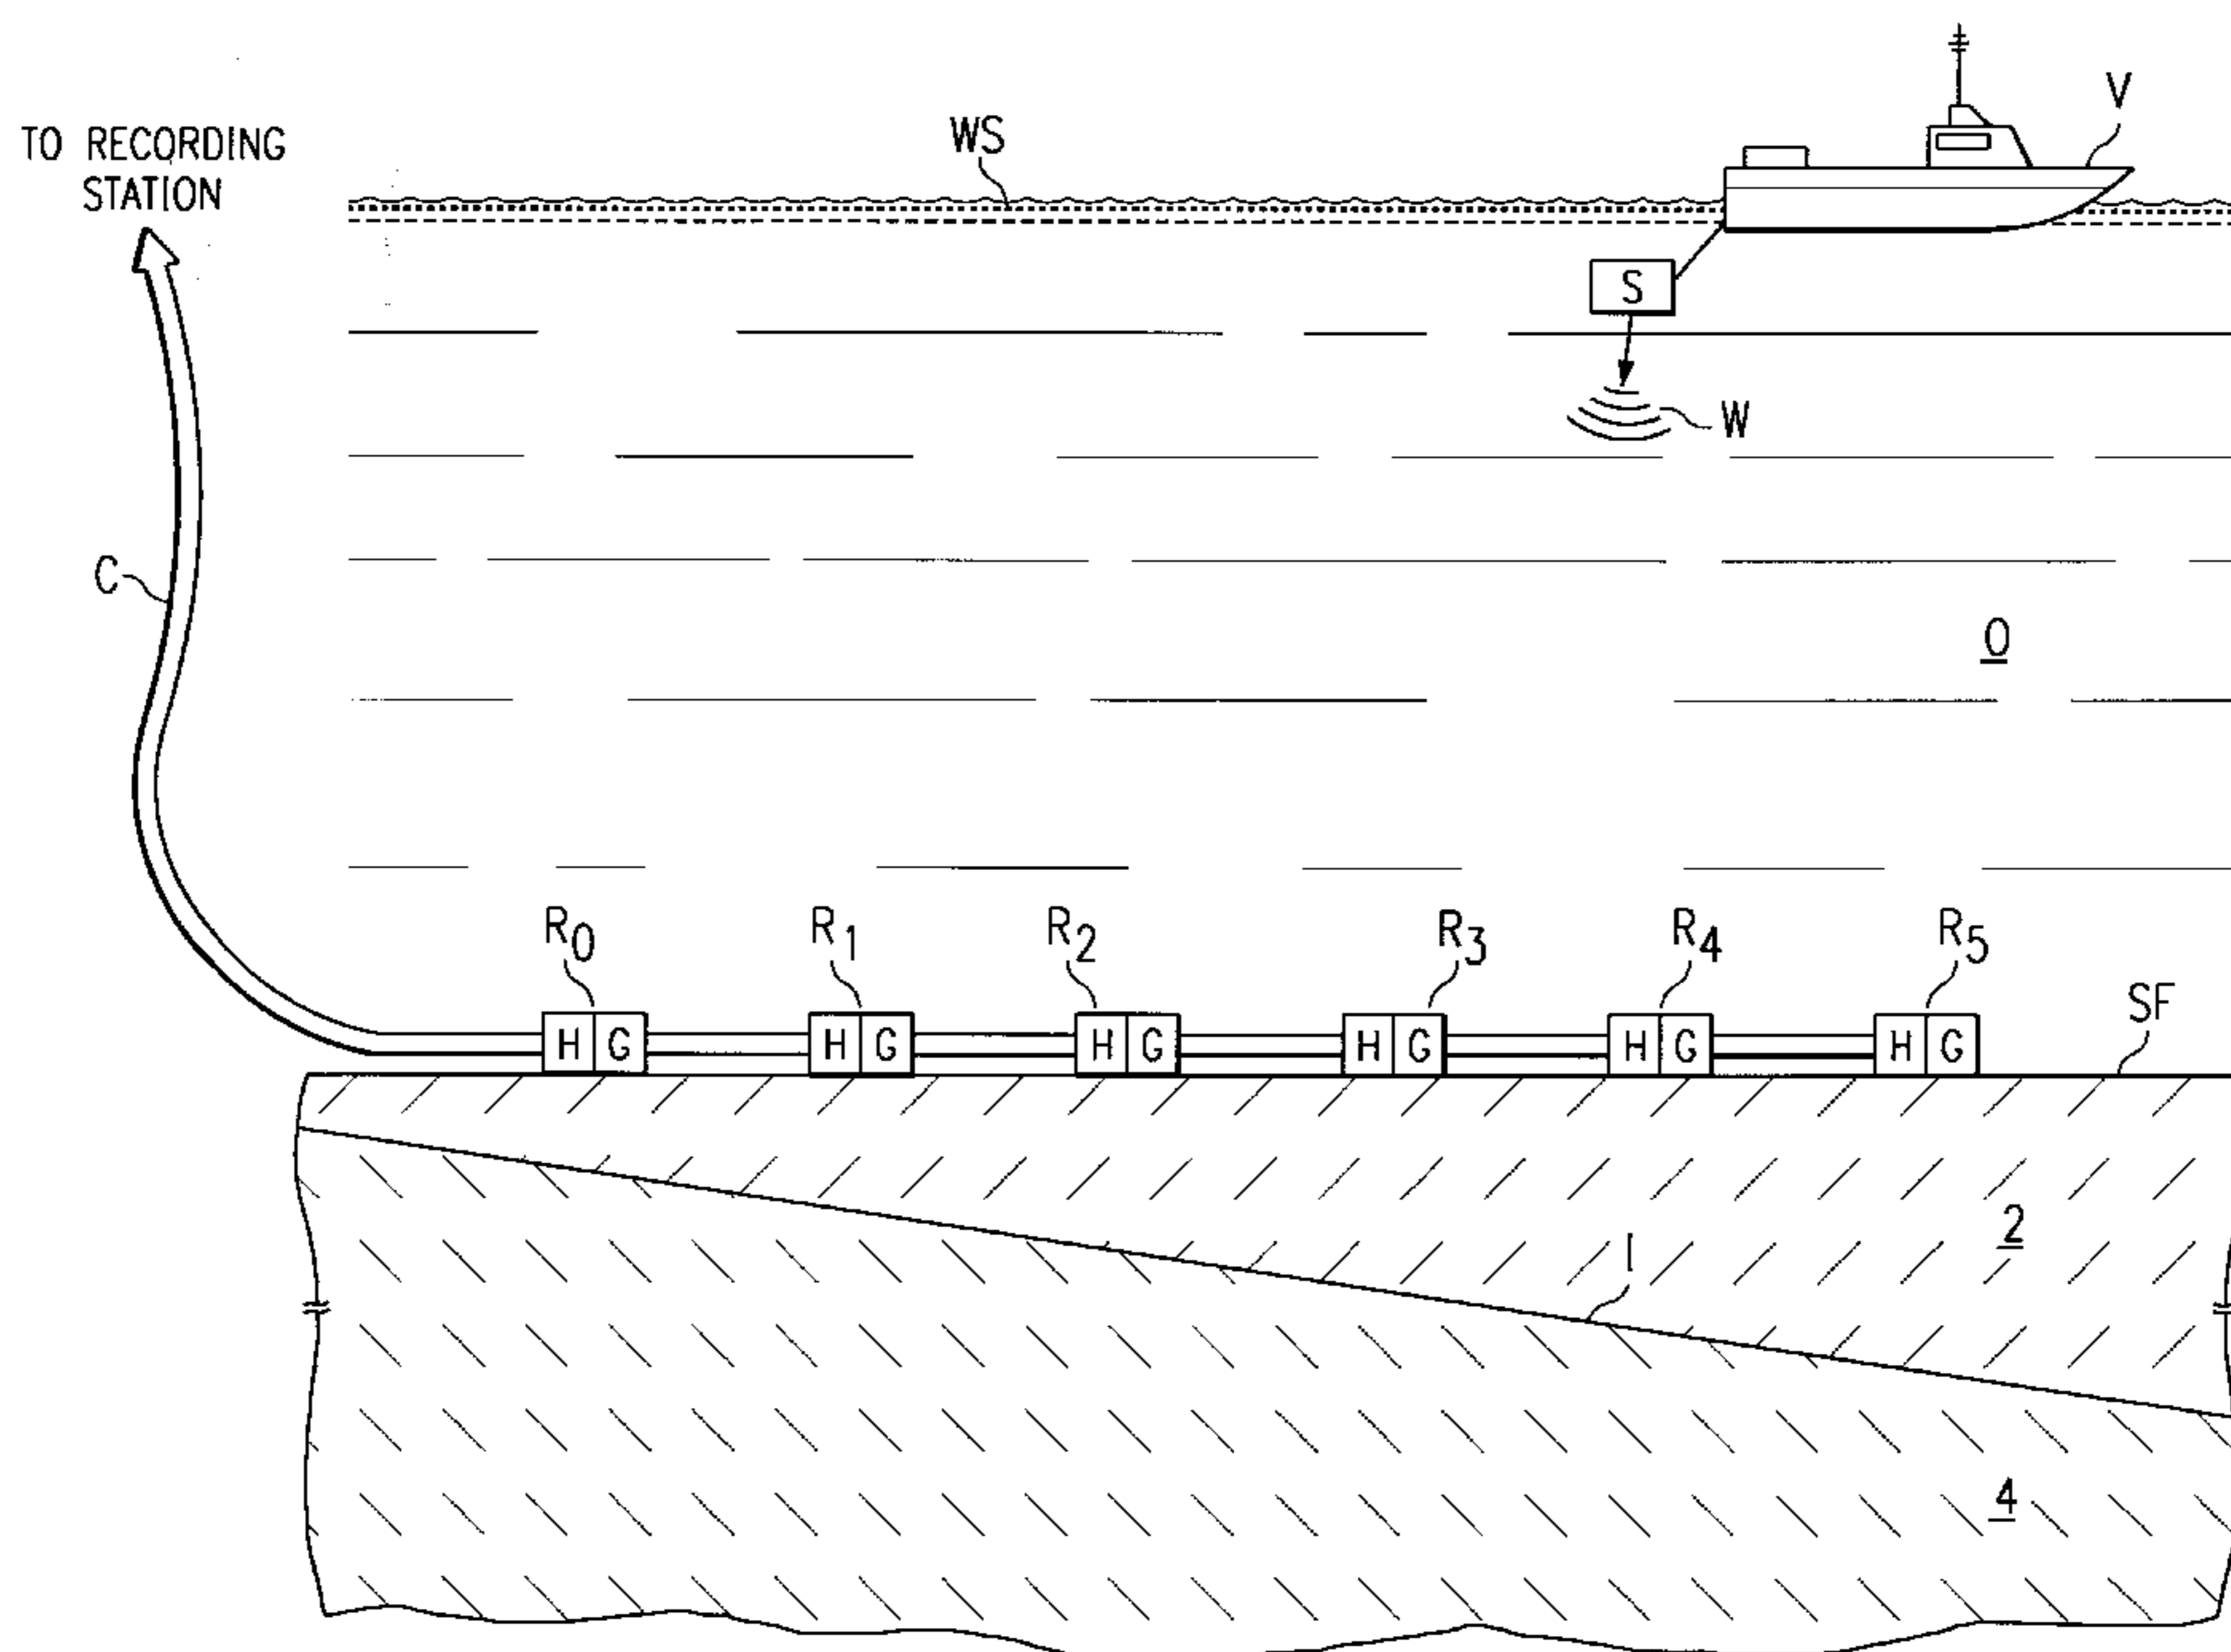 V
WS
TO RECORDING
STATION
S
W
C
O
R0 R1 R2 R3 R4 R5
SF
H G H G H G H G H G H G
2
I
4